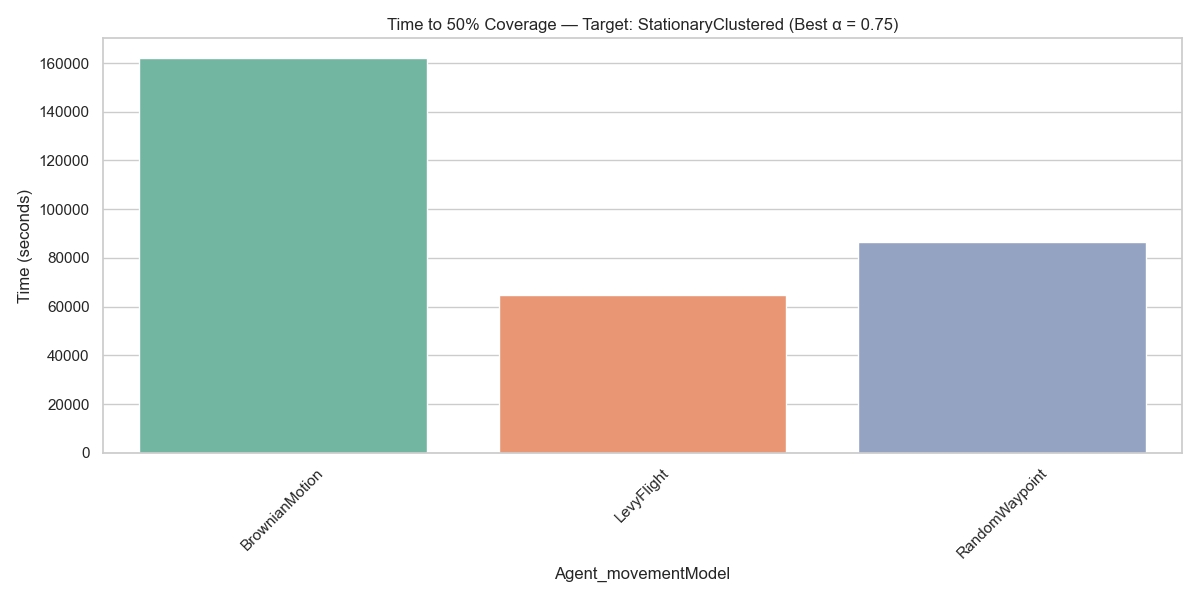 Time to 50% Coverage — Target: StationaryClustered (Best α = 0.75)
Time (seconds)
160000
140000
120000
100000
80000
60000
40000
20000
0
BrownianMotion
LevyFlight
RandomWaypoint
Agent_movementModel